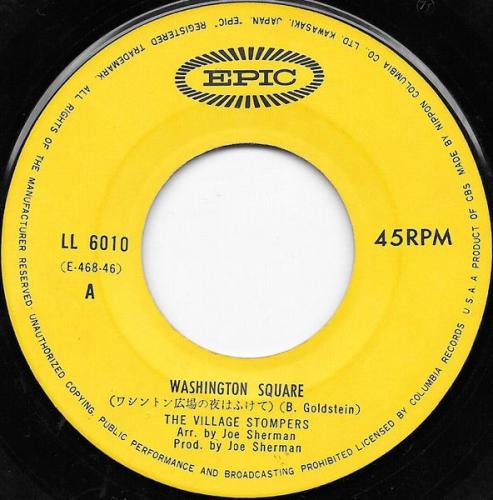 EPIC
LL 6010
(E-468-46)
A
45RPM
WASHINGTON SQUARE
(ワシントン広場の夜はふけて) (B. Goldstein)
THE VILLAGE STOMPERS
Arr. by Joe Sherman
Prod. by Joe Sherman
UNAUTHORIZED COPYING, PUBLIC PERFORMANCE AND BROADCASTING PROHIBITED LICENSED BY COLUMBIA RECORDS U.S.A. A PRODUCT OF CBS MADE BY NIPPON COLUMBIA CO., LTD. KAWASAKI, JAPAN. "EPIC" REGISTERED TRADEMARK. ALL RIGHTS OF THE MANUFACTURER RESERVED.